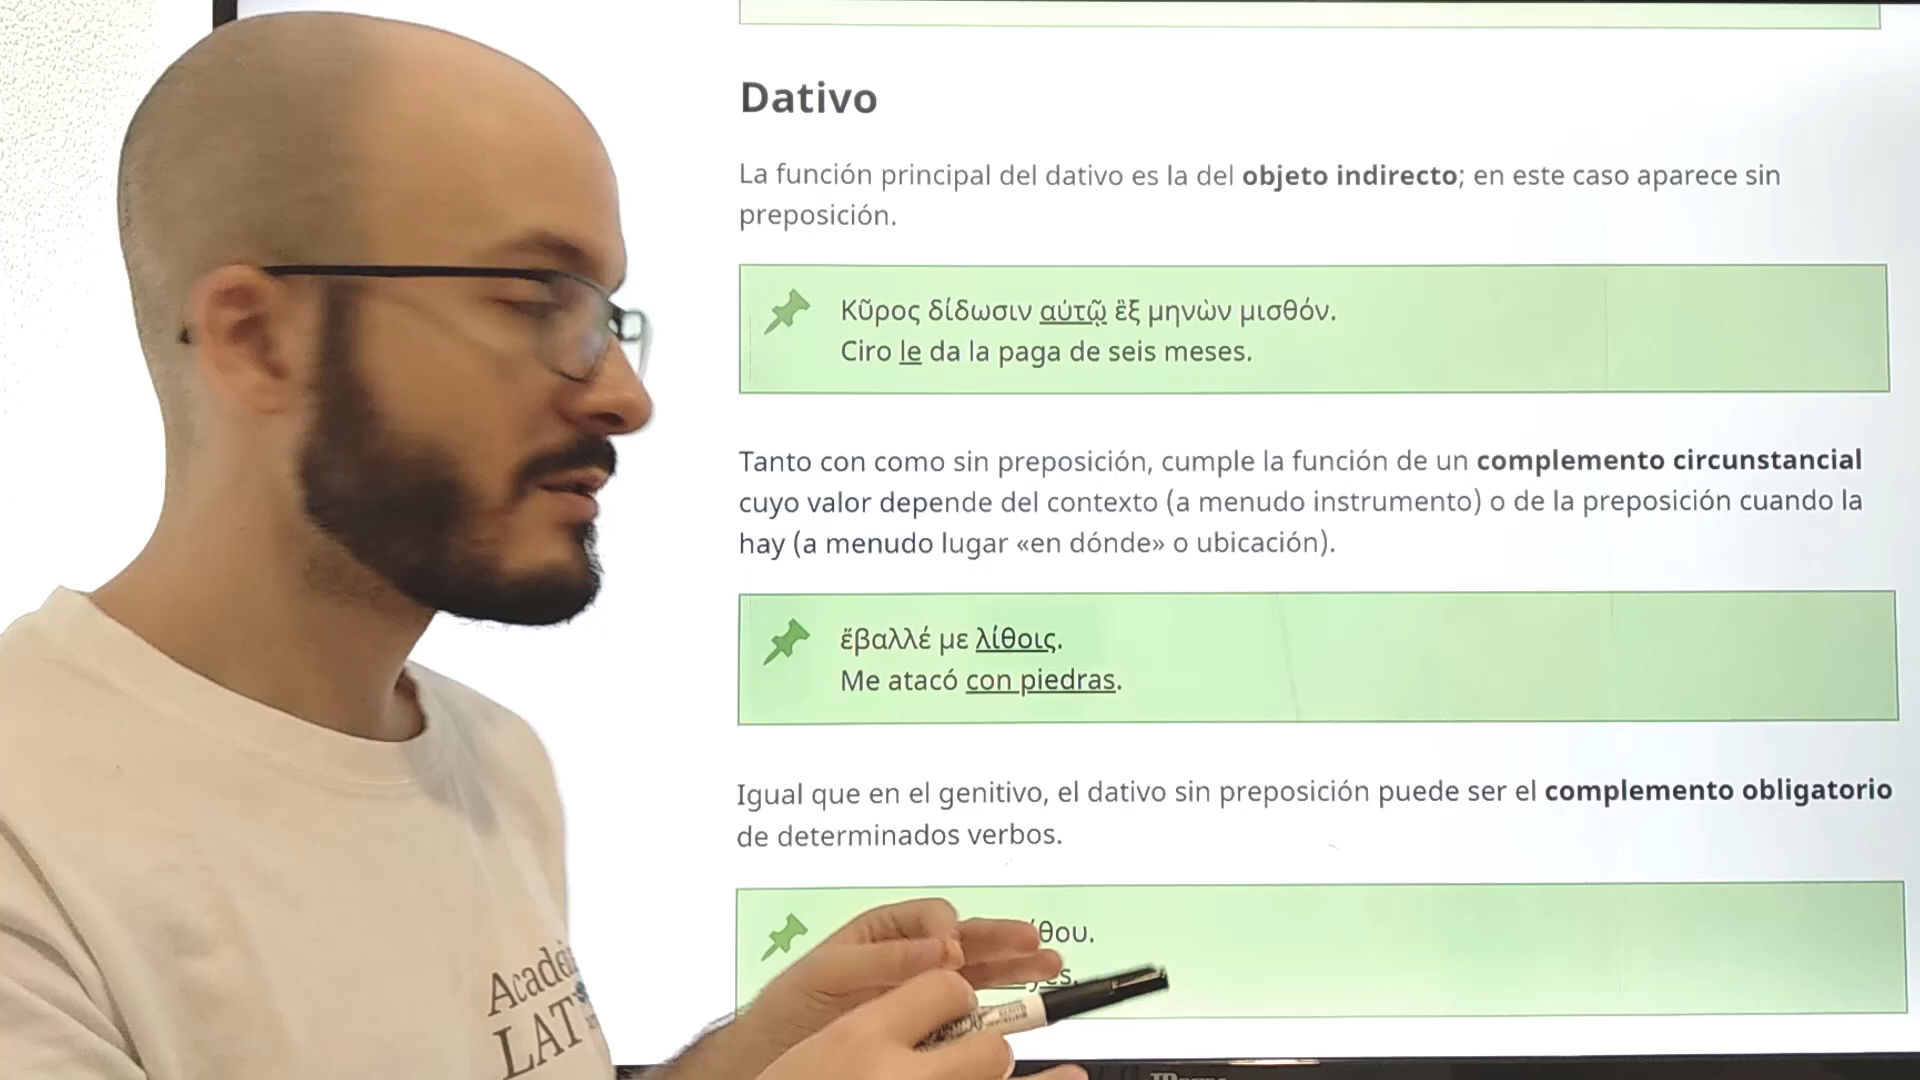 Dativo
La función principal del dativo es la del objeto indirecto; en este caso aparece sin
preposición.
Κῦρος δίδωσιν αὐτῷ ἓξ μηνὼν μισθόν.
Ciro le da la paga de seis meses.
Tanto con como sin preposición, cumple la función de un complemento circunstancial
cuyo valor depende del contexto (a menudo instrumento) o de la preposición cuando la
hay (a menudo lugar «en dónde» o ubicación).
ἔβαλλέ με λίθοις.
Me atacó con piedras.
Igual que en el genitivo, el dativo sin preposición puede ser el complemento obligatorio
de determinados verbos.